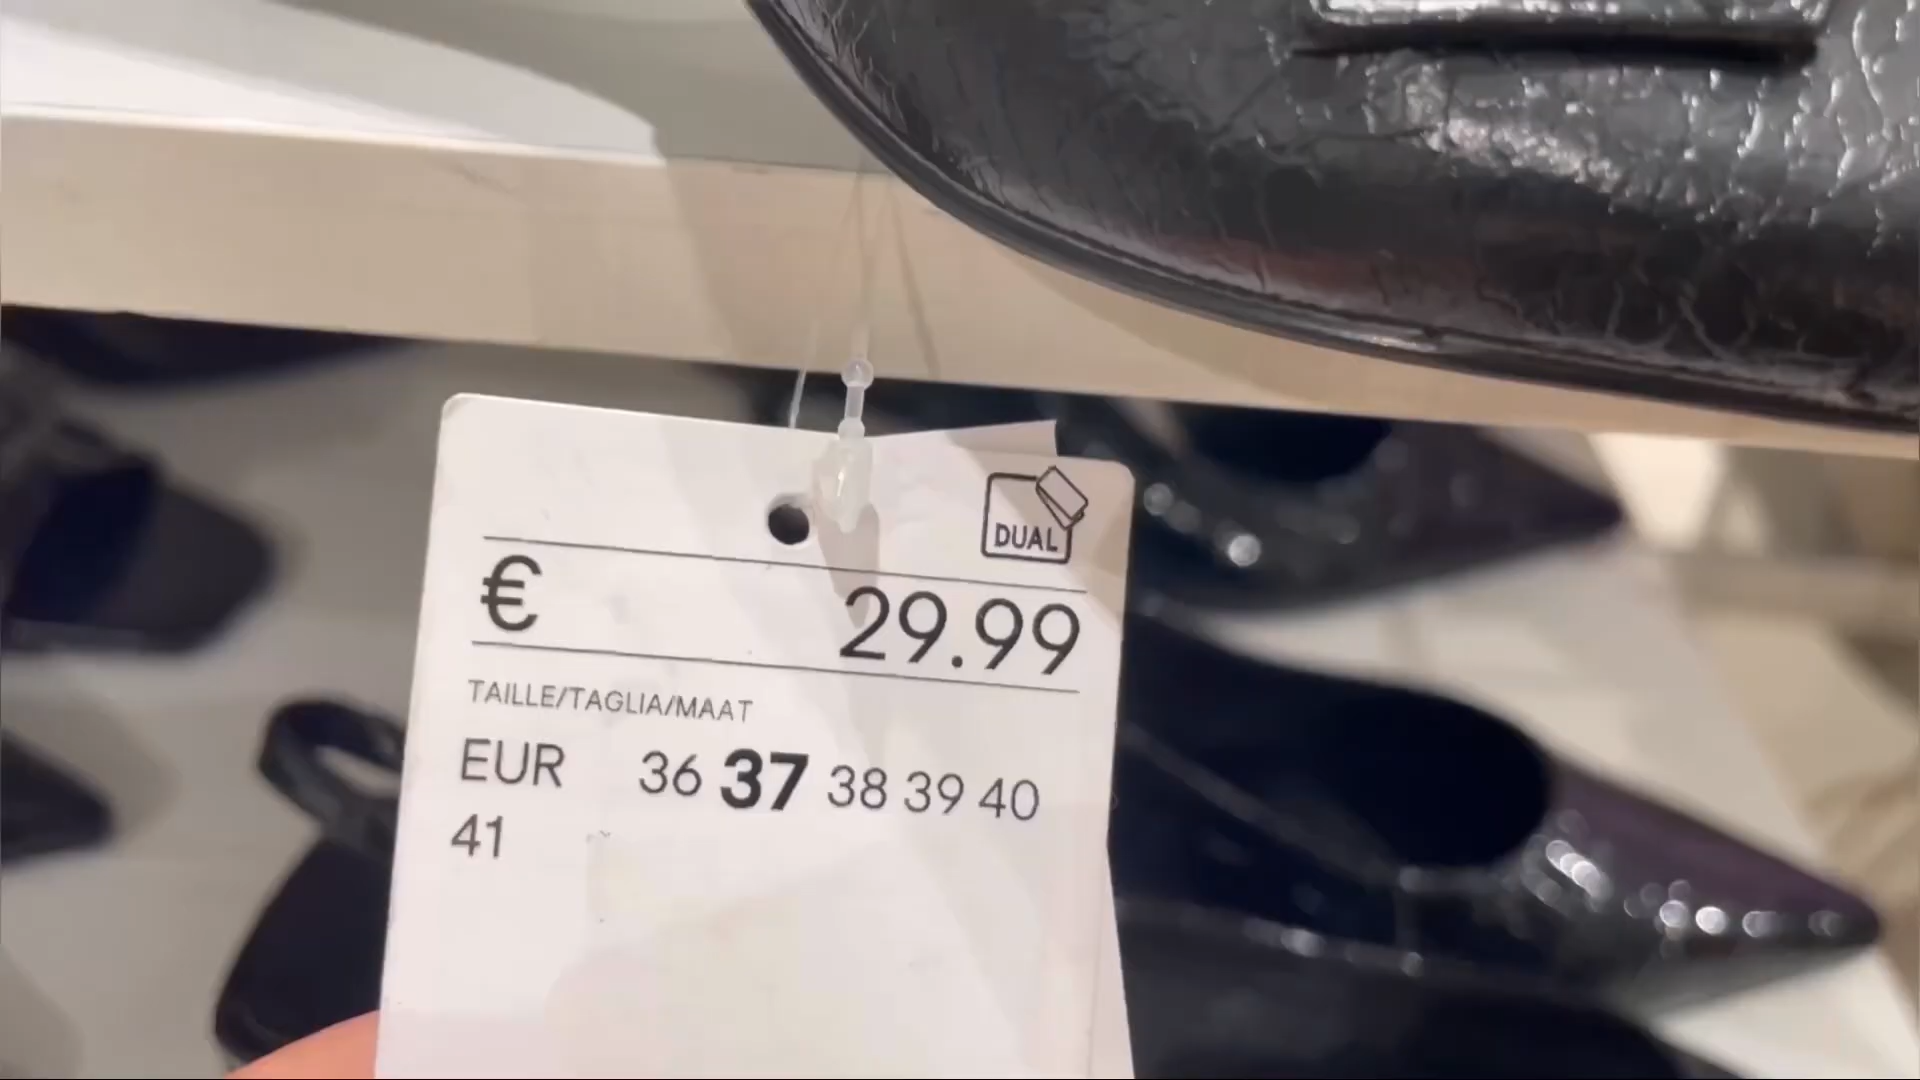 DUAL
€ 29.99
TAILLE/TAGLIA/MAAT
EUR 36 37 38 39 40
41